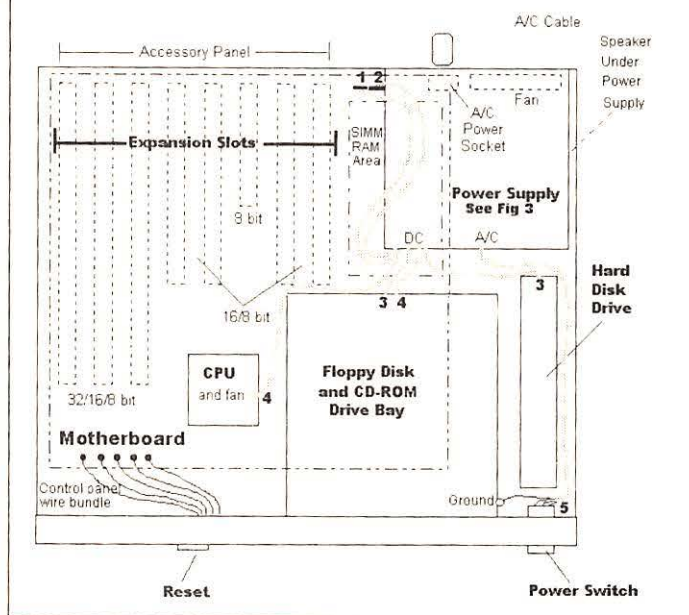 A/C Cable
Accessory Panel
Speaker
Under
Power
Supply
1 2
Fan
A/C
Power
Socket
SIMM
RAM
Area
Expansion Slots
8 bit
Power Supply
See Fig 3
DC
A/C
16/8 bit
3 4
3
Hard
Disk
Drive
CPU
and fan
4
Floppy Disk
and CD-ROM
Drive Bay
32/16/8 bit
Motherboard
Control panel
wire bundle
Ground
5
Reset
Power Switch